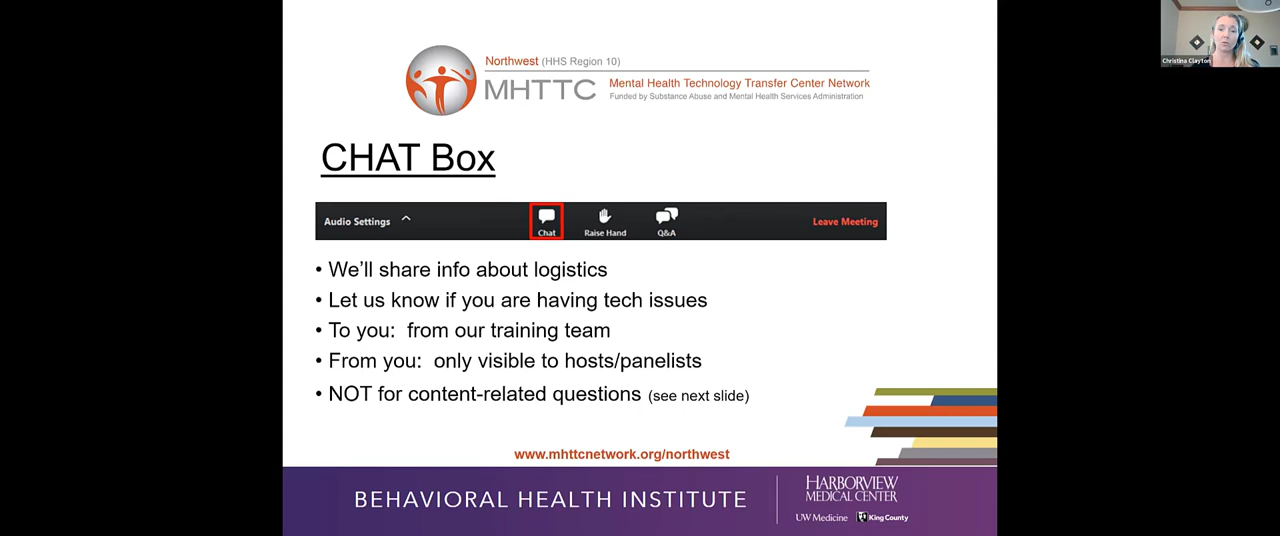 Northwest (HHS Region 10)
MHTTC
Mental Health Technology Transfer Center Network
Funded by Substance Abuse and Mental Health Services Administration
Christina Clayton
CHAT Box
Audio Settings
Chat
Raise Hand
Q&A
Leave Meeting
• We'll share info about logistics
• Let us know if you are having tech issues
• To you: from our training team
• From you: only visible to hosts/panelists
• NOT for content-related questions (see next slide)
www.mhttcnetwork.org/northwest
BEHAVIORAL HEALTH INSTITUTE
HARBORVIEW
MEDICAL CENTER
UW Medicine
King County